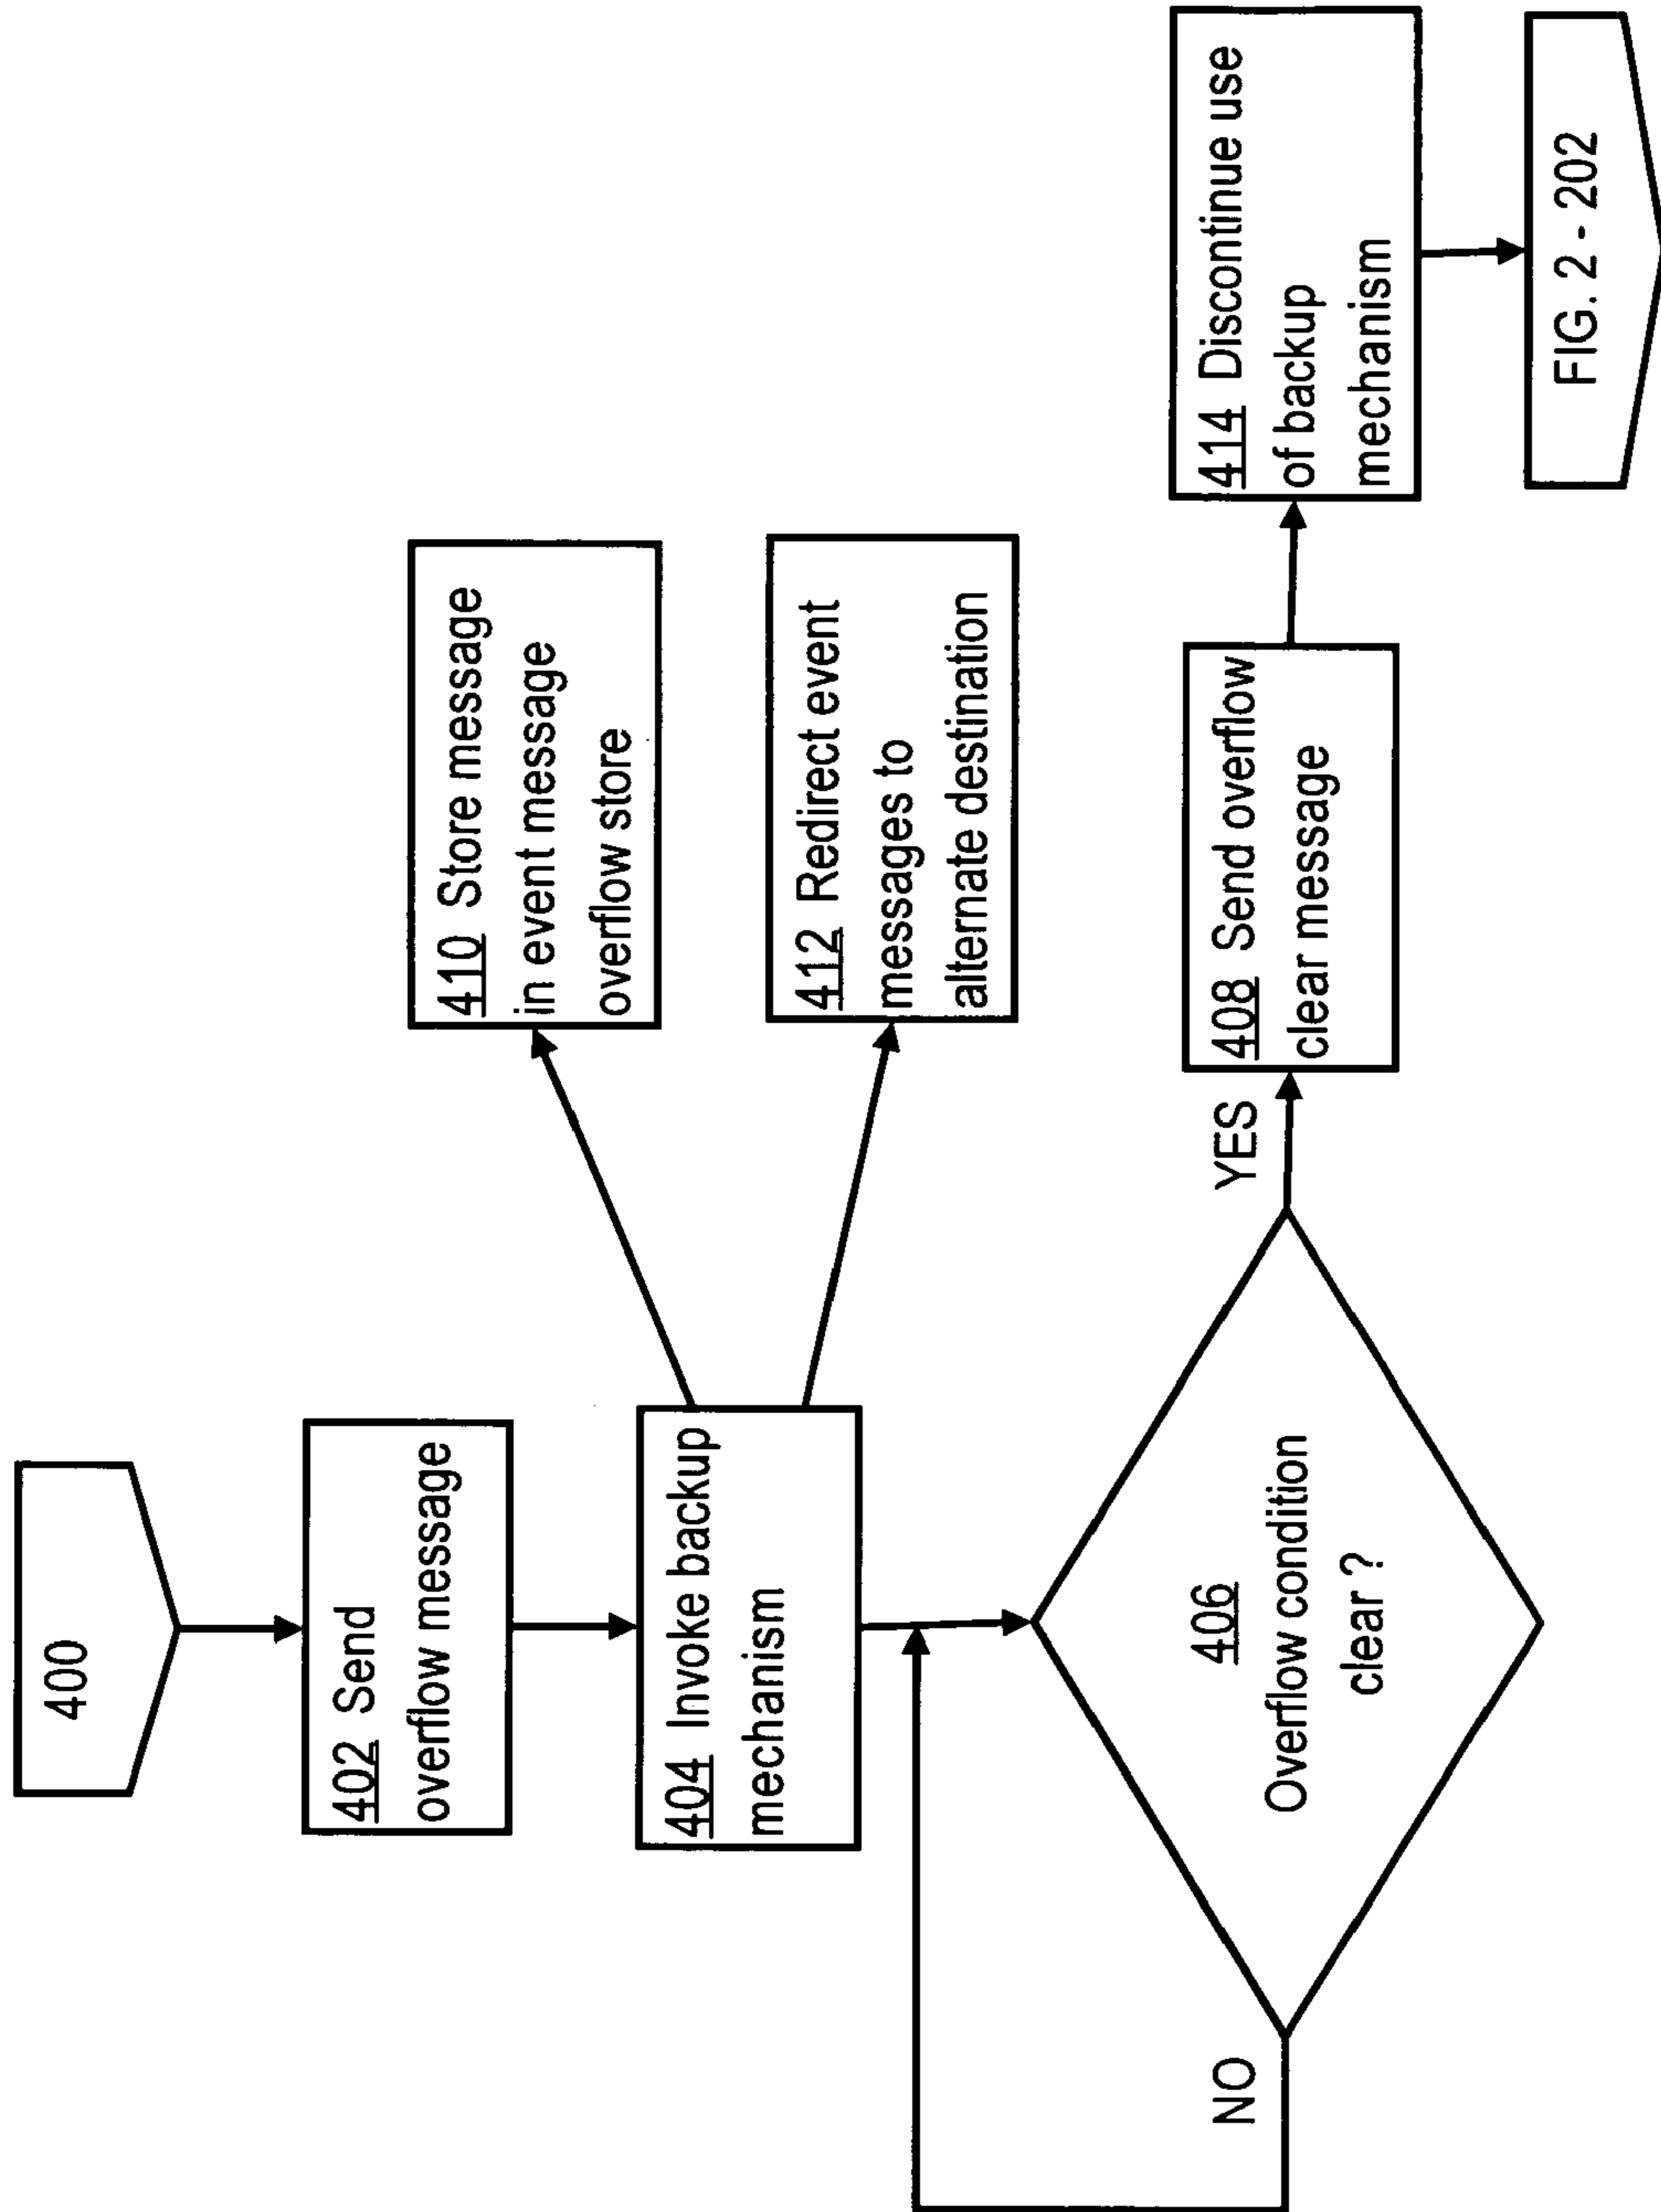 400
402 Send
overflow message
404 Invoke backup
mechanism
410 Store message
in event message
overflow store
412 Redirect event
messages to
alternate destination
406
Overflow condition
clear ?
NO
YES
408 Send overflow
clear message
414 Discontinue use
of backup
mechanism
FIG. 2 - 202